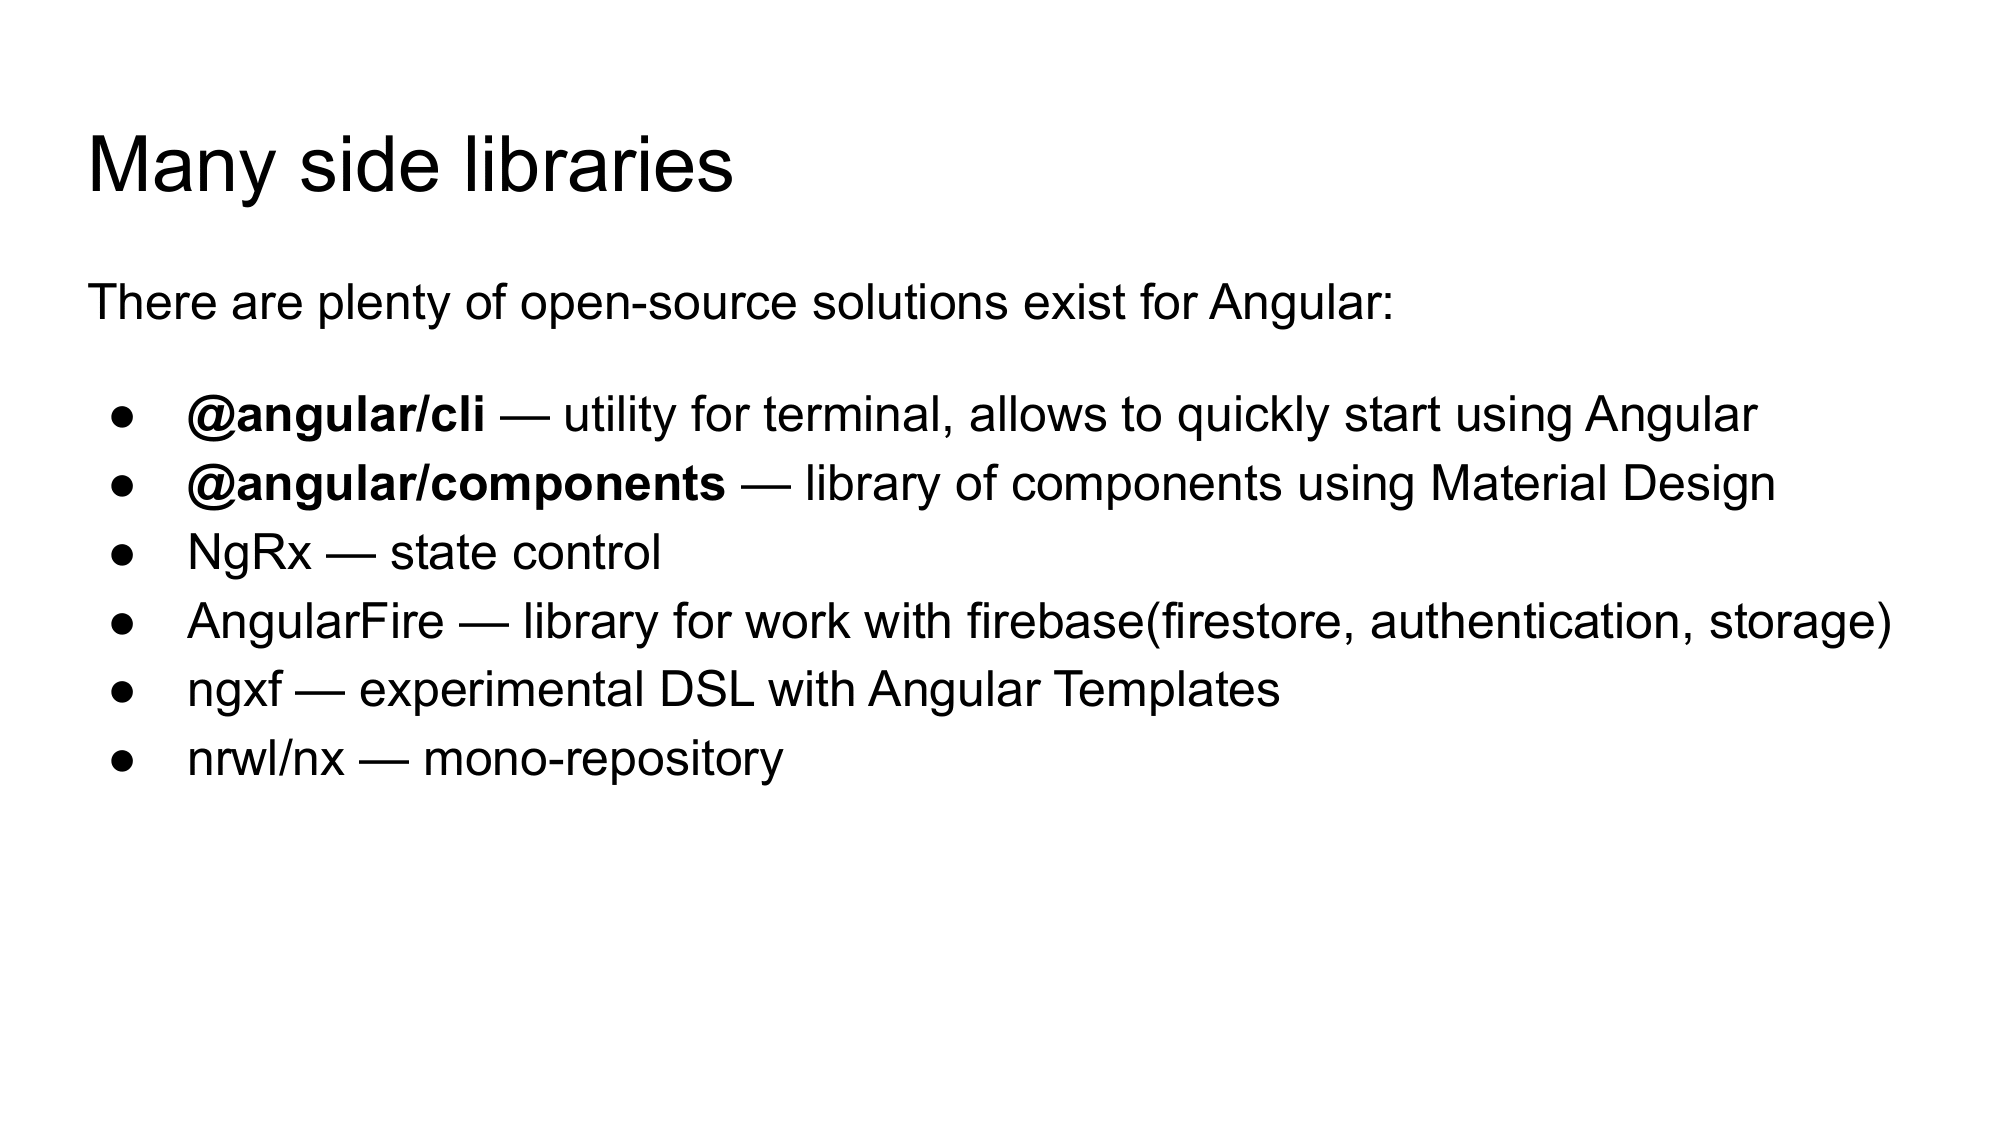 Many side libraries
There are plenty of open-source solutions exist for Angular:
● @angular/cli — utility for terminal, allows to quickly start using Angular
● @angular/components — library of components using Material Design
● NgRx — state control
● AngularFire — library for work with firebase(firestore, authentication, storage)
● ngxf — experimental DSL with Angular Templates
● nrwl/nx — mono-repository